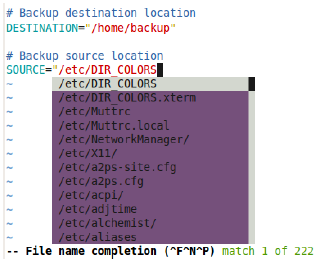 # Backup destination location
DESTINATION="/home/backup"
# Backup source location
SOURCE="/etc/DIR_COLORS
~ /etc/DIR_COLORS
~ /etc/DIR_COLORS.xterm
~ /etc/Muttrc
~ /etc/Muttrc.local
~ /etc/NetworkManager/
~ /etc/X11/
~ /etc/a2ps-site.cfg
~ /etc/a2ps.cfg
~ /etc/acpi/
~ /etc/adjtime
~ /etc/alchemist/
~ /etc/aliases
-- File name completion (^F^N^P) match 1 of 222